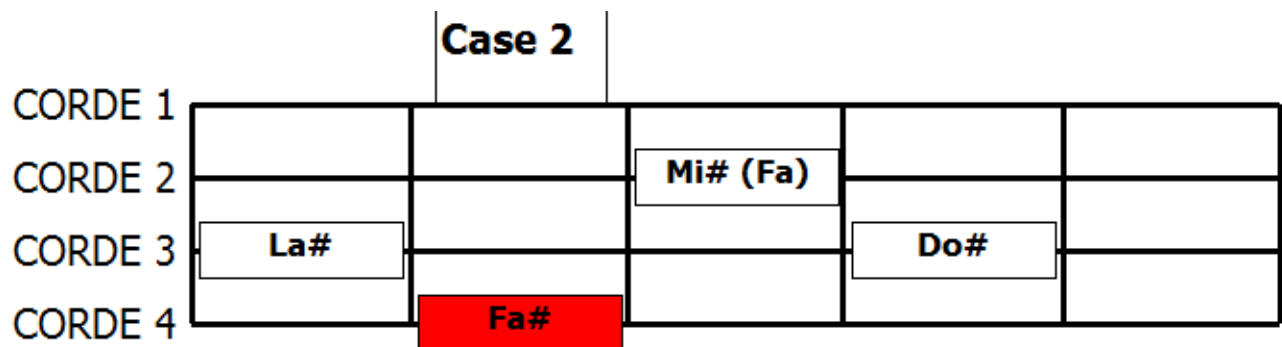 Case 2
CORDE 1
CORDE 2
Mi# (Fa)
CORDE 3
La#
Do#
CORDE 4
Fa#